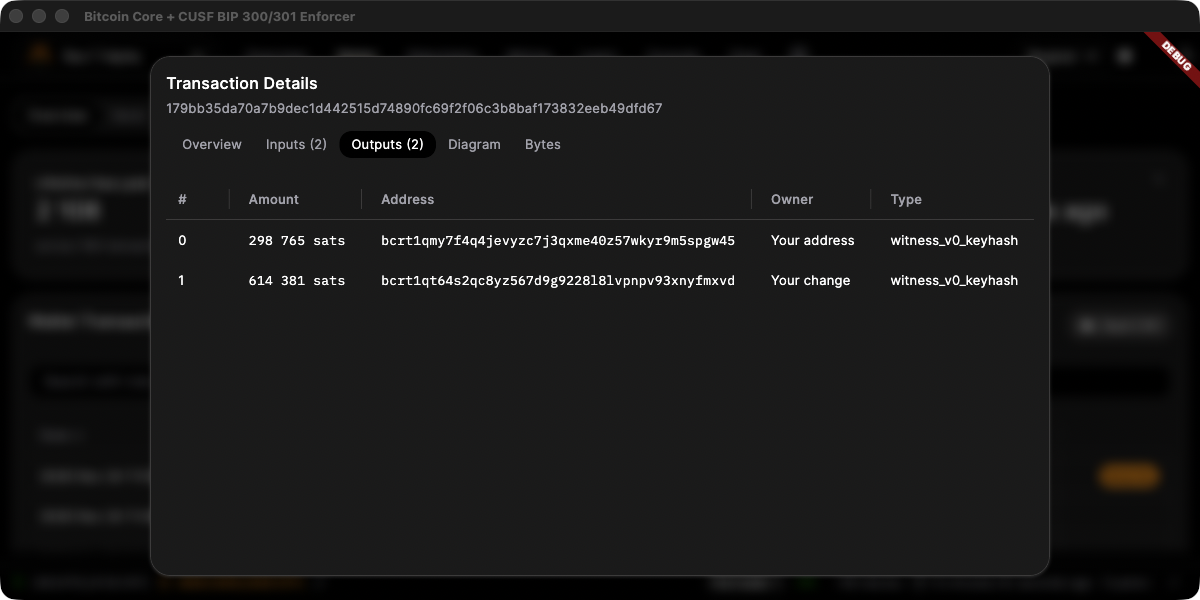 Bitcoin Core + CUSF BIP 300/301 Enforcer
DEBUG
Transaction Details
179bb35da70a7b9dec1d442515d74890fc69f2f06c3b8baf173832eeb49dfd67
Overview Inputs (2) Outputs (2) Diagram Bytes
# Amount Address Owner Type
0 298 765 sats bcrt1qmy7f4q4jevyzc7j3qxme40z57wkyr9m5spgw45 Your address witness_v0_keyhash
1 614 381 sats bcrt1qt64s2qc8yz567d9g9228l8lvpnpv93xnyfmxvd Your change witness_v0_keyhash